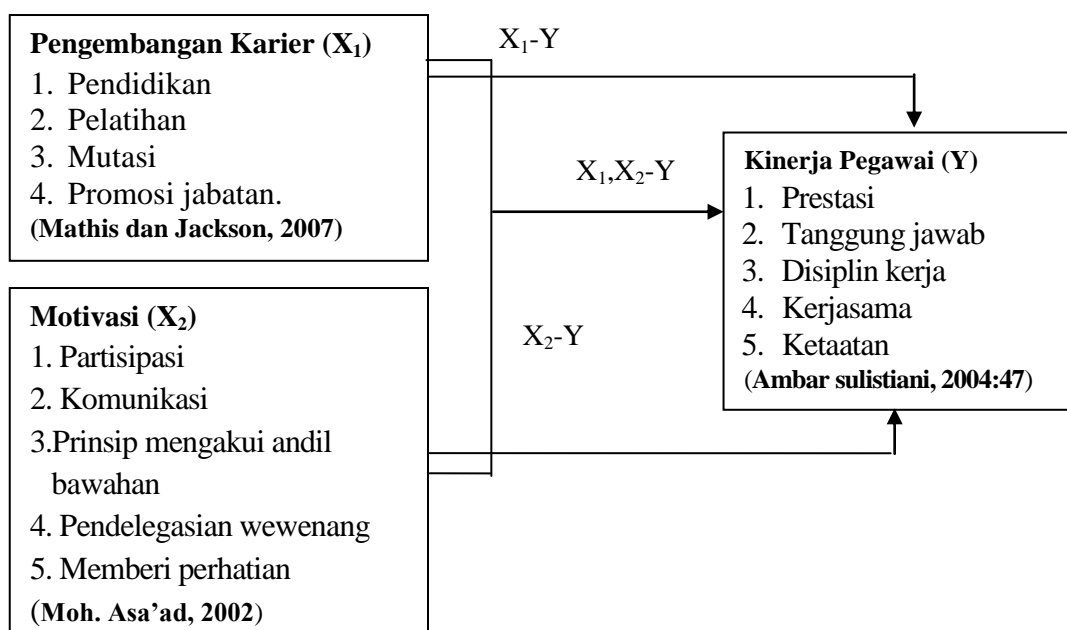 Pengembangan Karier (X₁)
1. Pendidikan
2. Pelatihan
3. Mutasi
4. Promosi jabatan.
(Mathis dan Jackson, 2007)
X₁-Y
X₁,X₂-Y
Kinerja Pegawai (Y)
1. Prestasi
2. Tanggung jawab
3. Disiplin kerja
4. Kerjasama
5. Ketaatan
(Ambar sulistiani, 2004:47)
Motivasi (X₂)
1. Partisipasi
2. Komunikasi
3.Prinsip mengakui andil
bawahan
4. Pendelegasian wewenang
5. Memberi perhatian
(Moh. Asa’ad, 2002)
X₂-Y